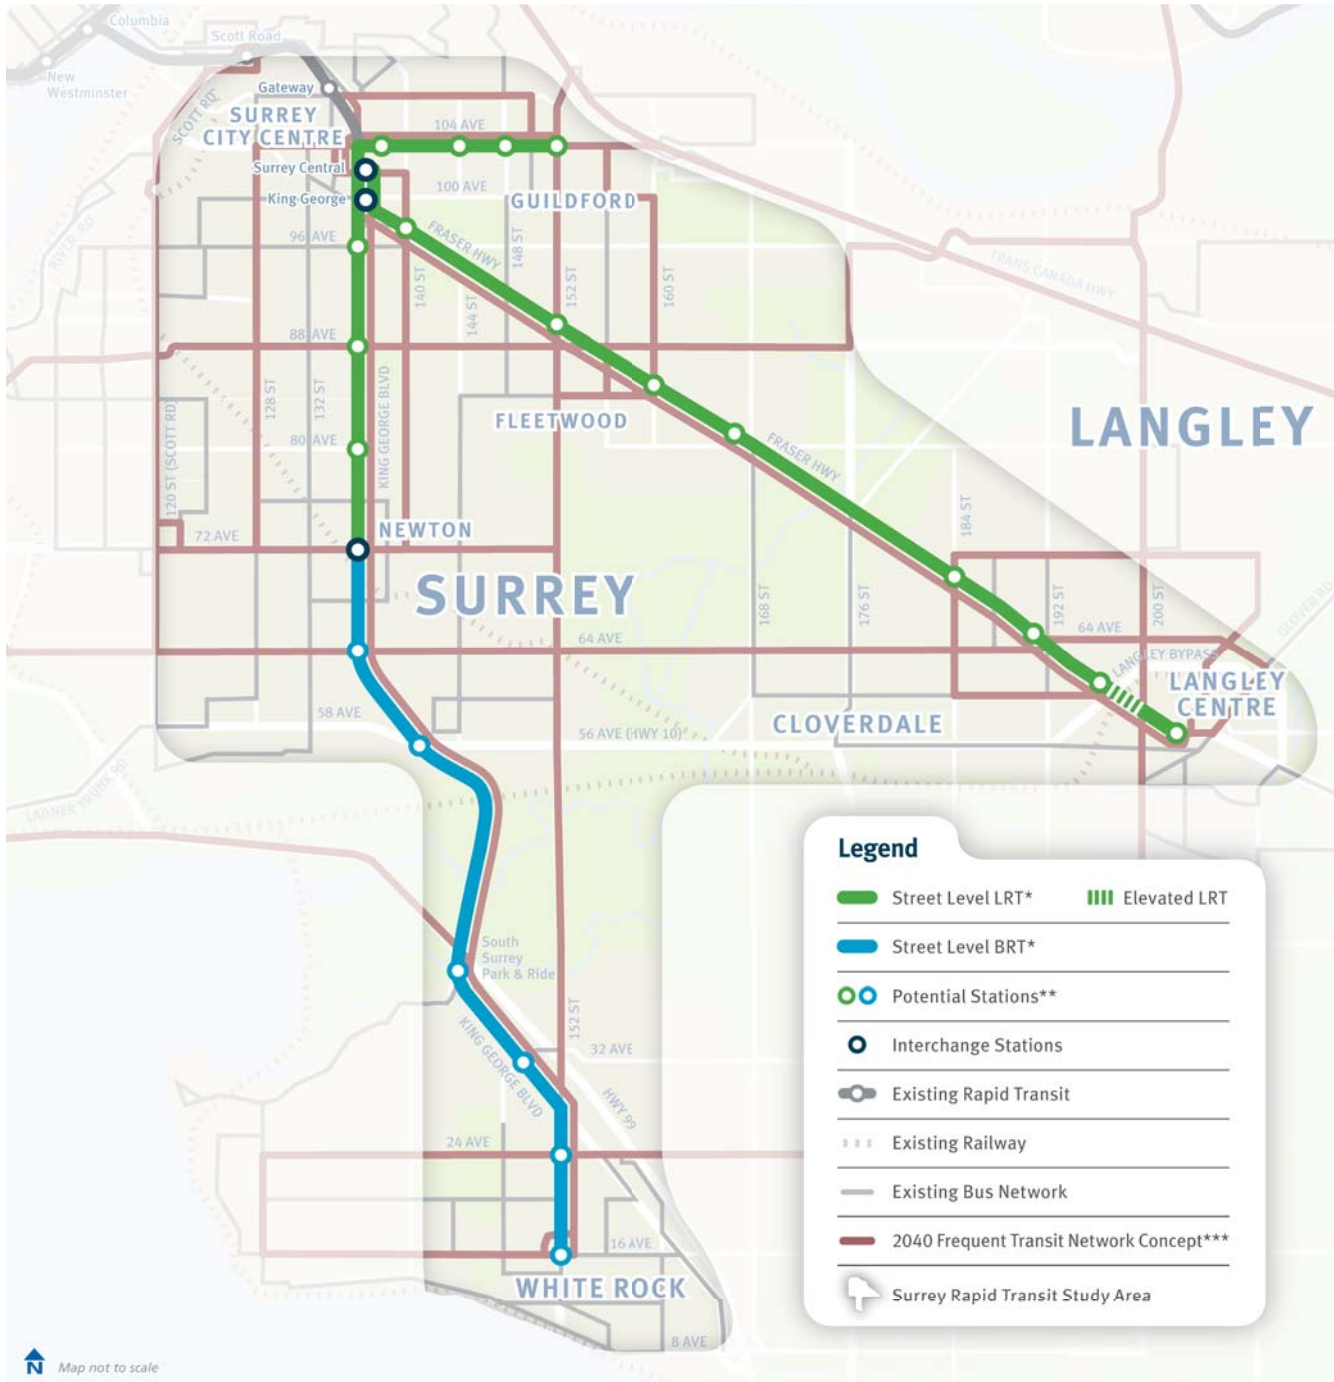 Columbia
Scott Road
New
Westminster
Gateway
SCOTT RD
SURREY
CITY CENTRE
104 AVE
Surrey Central
100 AVE
King George
GUILDFORD
RIVER RD
96 AVE
FRASER HWY
148 ST
TRANS CANADA HWY
140 ST
144 ST
152 ST
160 ST
88 AVE
128 ST
132 ST
KING GEORGE BLVD
FLEETWOOD
LANGLEY
80 AVE
120 ST (SCOTT RD)
FRASER HWY
184 ST
72 AVE
NEWTON
SURREY
168 ST
176 ST
192 ST
200 ST
GLOVER RD
64 AVE
64 AVE
LANGLEY BYPASS
LANGLEY
CENTRE
58 AVE
56 AVE (HWY 10)
CLOVERDALE
LADNER TRUNK RD
South
Surrey
Park & Ride
152 ST
KING GEORGE BLVD
32 AVE
HWY 99
24 AVE
16 AVE
WHITE ROCK
8 AVE
Legend
Street Level LRT*
Elevated LRT
Street Level BRT*
Potential Stations**
Interchange Stations
Existing Rapid Transit
Existing Railway
Existing Bus Network
2040 Frequent Transit Network Concept***
Surrey Rapid Transit Study Area
N
Map not to scale